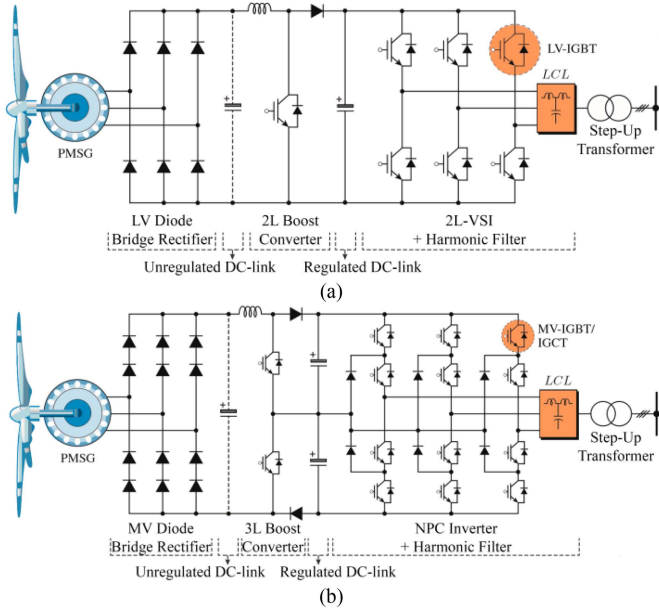 LV-IGBT
LCL
PMSG
Step-Up
Transformer
LV Diode
Bridge Rectifier
2L Boost
Converter
2L-VSI
+ Harmonic Filter
Unregulated DC-link
Regulated DC-link
(a)
MV-IGBT/
IGCT
LCL
PMSG
Step-Up
Transformer
MV Diode
Bridge Rectifier
3L Boost
Converter
NPC Inverter
+ Harmonic Filter
Unregulated DC-link
Regulated DC-link
(b)